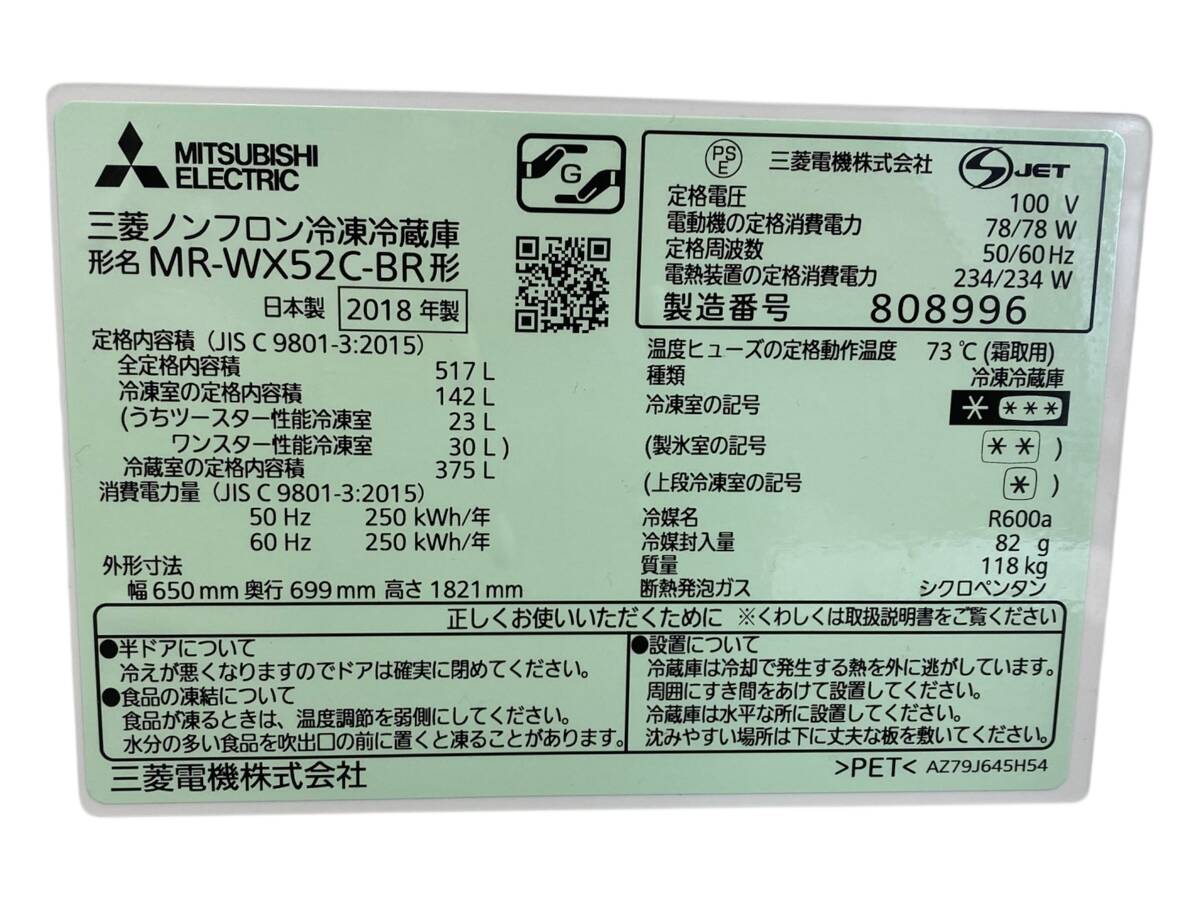 MITSUBISHI
ELECTRIC
三菱ノンフロン冷凍冷蔵庫
形名 MR-WX52C-BR形
日本製 2018 年製
定格内容積（JIS C 9801-3:2015）
全定格内容積 517 L
冷凍室の定格内容積 142 L
(うちツースター性能冷凍室 23 L
ワンスター性能冷凍室 30 L )
冷蔵室の定格内容積 375 L
消費電力量（JIS C 9801-3:2015）
50 Hz 250 kWh/年
60 Hz 250 kWh/年
外形寸法
幅 650 mm 奥行 699 mm 高さ 1821 mm
G
PS
E
三菱電機株式会社
S JET
定格電圧 100 V
電動機の定格消費電力 78/78 W
定格周波数 50/60 Hz
電熱装置の定格消費電力 234/234 W
製造番号 808996
温度ヒューズの定格動作温度 73 ℃ (霜取用)
種類 冷凍冷蔵庫
冷凍室の記号 * ***
(製氷室の記号 ** )
(上段冷凍室の記号 * )
冷媒名 R600a
冷媒封入量 82 g
質量 118 kg
断熱発泡ガス シクロペンタン
正しくお使いいただくために ※くわしくは取扱説明書をご覧ください
●半ドアについて
冷えが悪くなりますのでドアは確実に閉めてください。
●食品の凍結について
食品が凍るときは、温度調節を弱側にしてください。
水分の多い食品を吹出口の前に置くと凍ることがあります。
●設置について
冷蔵庫は冷却で発生する熱を外に逃がしています。
周囲にすき間をあけて設置してください。
冷蔵庫は水平な所に設置してください。
沈みやすい場所は下に丈夫な板を敷いてください。
三菱電機株式会社
>PET< AZ79J645H54